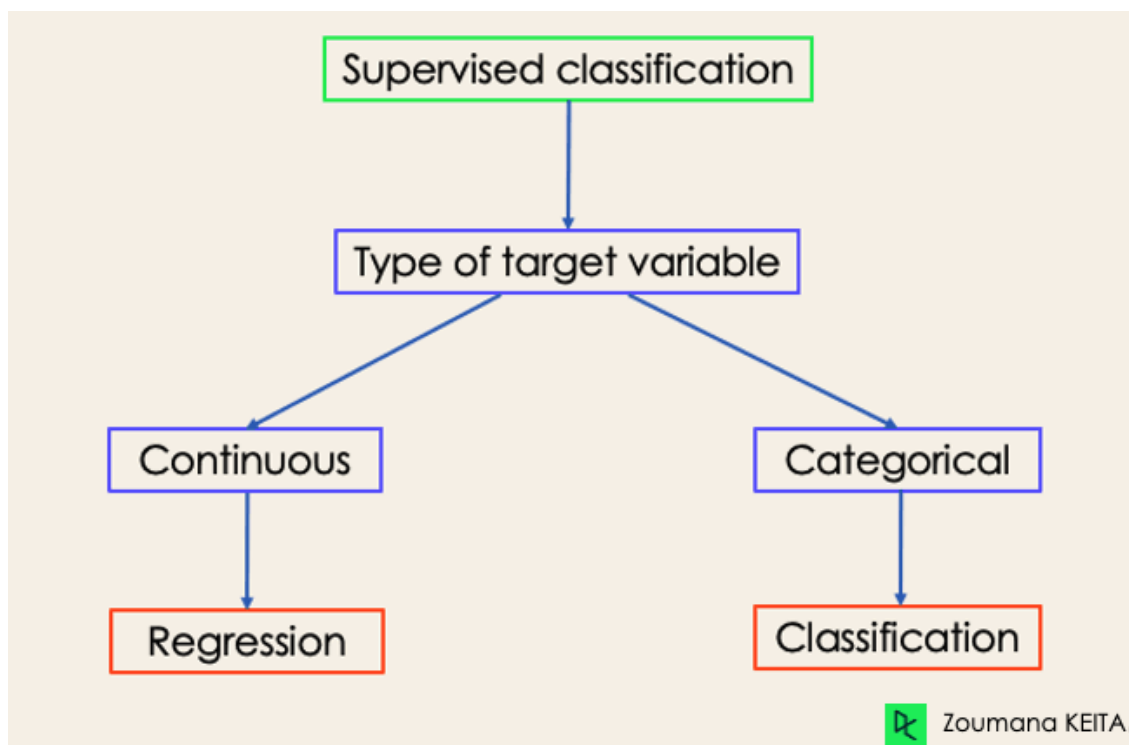 Supervised classification
Type of target variable
Continuous
Categorical
Regression
Classification
Zoumana KEITA